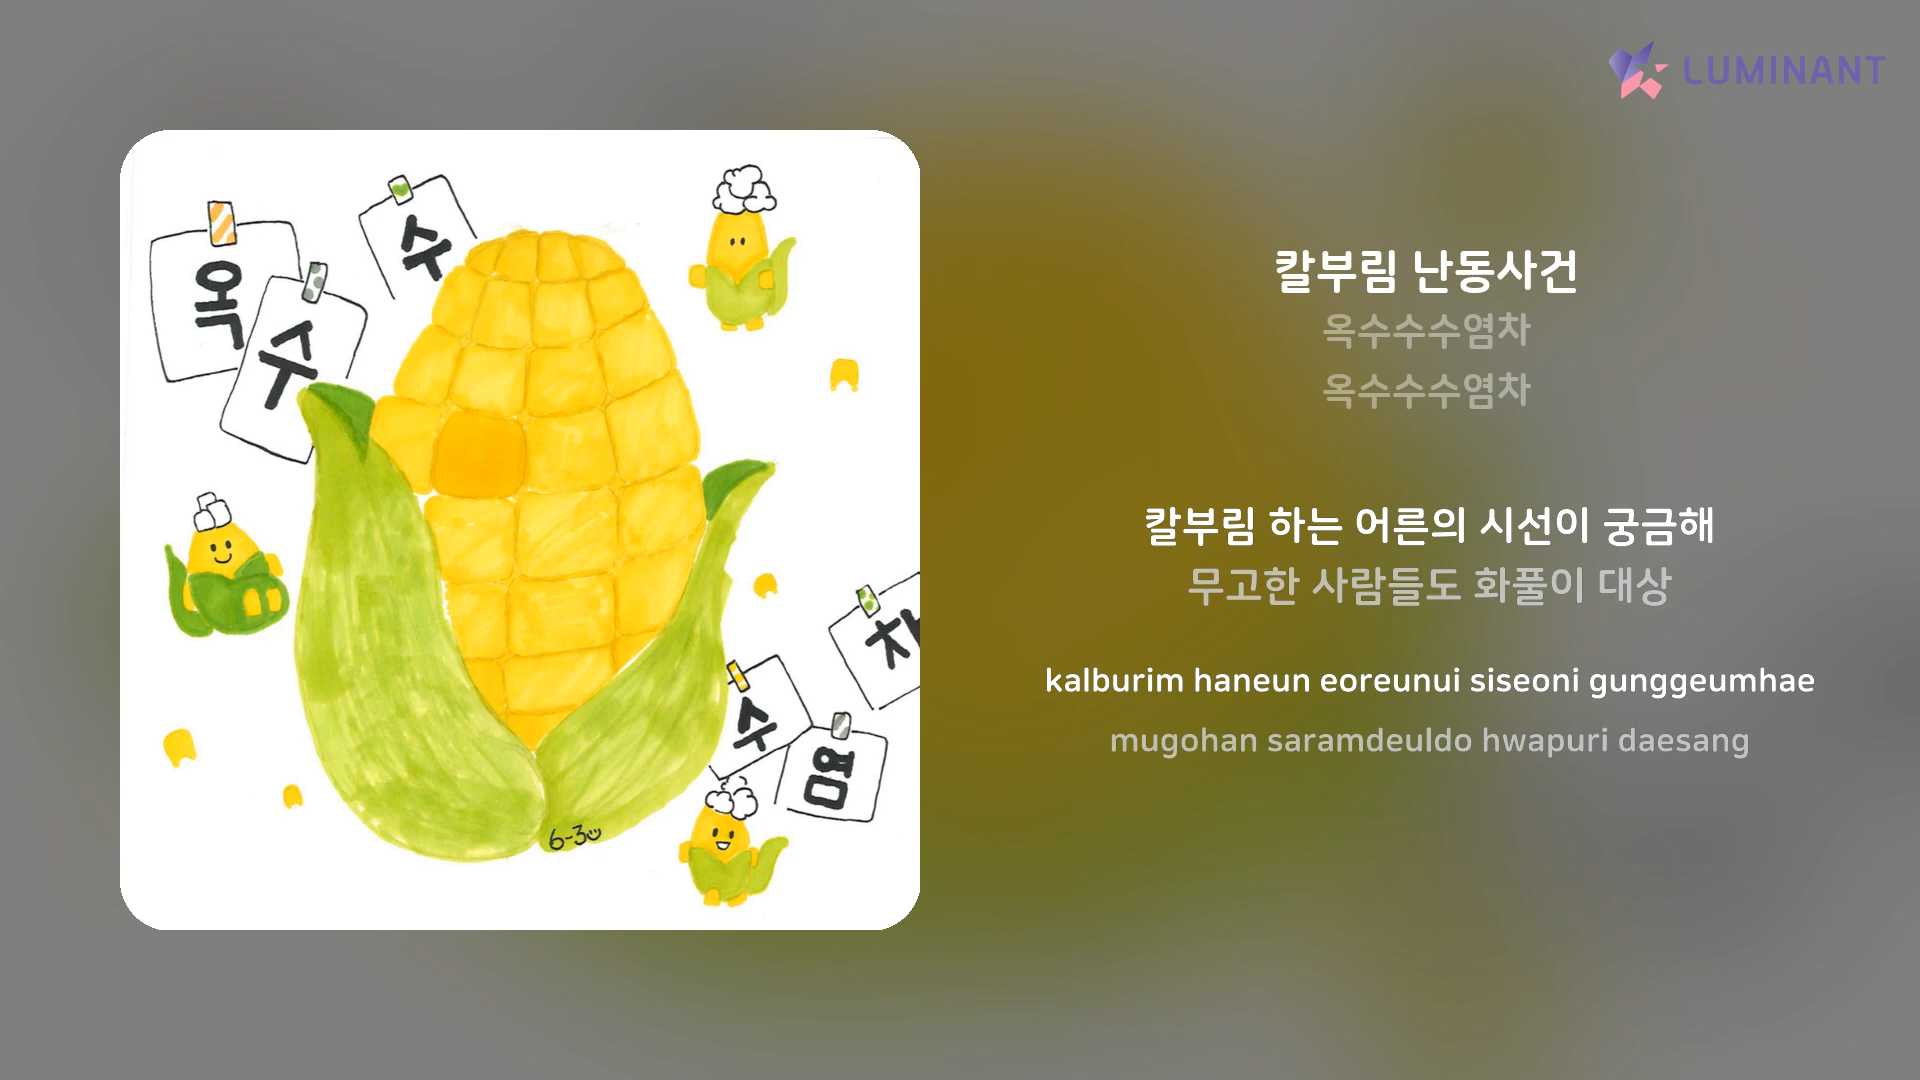 LUMINANT
옥
수
수
수
염
차
6-3
칼부림 난동사건
옥수수수염차
옥수수수염차
칼부림 하는 어른의 시선이 궁금해
무고한 사람들도 화풀이 대상
kalburim haneun eoreunui siseoni gunggeumhae
mugohan saramdeuldo hwapuri daesang